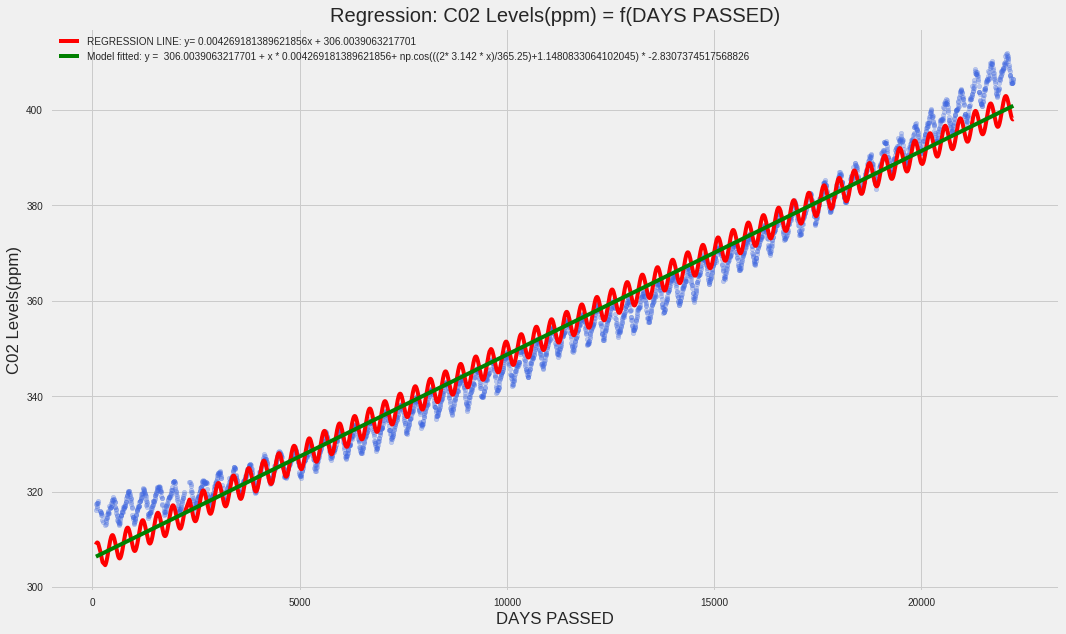 Regression: C02 Levels(ppm) = f(DAYS PASSED)
REGRESSION LINE: y= 0.004269181389621856x + 306.0039063217701
Model fitted: y =  306.0039063217701 + x * 0.004269181389621856+ np.cos(((2* 3.142 * x)/365.25)+1.1480833064102045) * -2.8307374517568826
400
380
360
340
320
300
C02 Levels(ppm)
0 5000 10000 15000 20000
DAYS PASSED